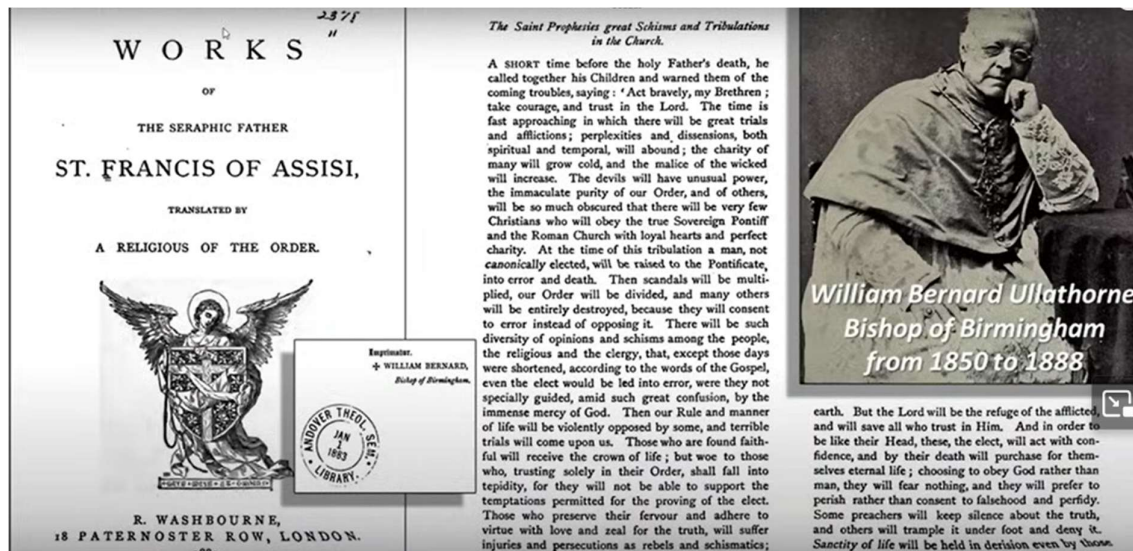 2378
"
WORKS
OF
THE SERAPHIC FATHER
ST. FRANCIS OF ASSISI,
TRANSLATED BY
A RELIGIOUS OF THE ORDER.
R. WASHBOURNE,
18 PATERNOSTER ROW, LONDON.
Imprimatur.
✠ WILLIAM BERNARD,
Bishop of Birmingham.
ANDOVER THEOL. SEM.
JAN
1
1883
LIBRARY.
The Saint Prophesies great Schisms and Tribulations
in the Church.
A SHORT time before the holy Father's death, he
called together his Children and warned them of the
coming troubles, saying: 'Act bravely, my Brethren;
take courage, and trust in the Lord. The time is
fast approaching in which there will be great trials
and afflictions; perplexities and dissensions, both
spiritual and temporal, will abound; the charity of
many will grow cold, and the malice of the wicked
will increase. The devils will have unusual power,
the immaculate purity of our Order, and of others,
will be so much obscured that there will be very few
Christians who will obey the true Sovereign Pontiff
and the Roman Church with loyal hearts and perfect
charity. At the time of this tribulation a man, not
canonically elected, will be raised to the Pontificate,
into error and death. Then scandals will be multi-
plied, our Order will be divided, and many others
will be entirely destroyed, because they will consent
to error instead of opposing it. There will be such
diversity of opinions and schisms among the people,
the religious and the clergy, that, except those days
were shortened, according to the words of the Gospel,
even the elect would be led into error, were they not
specially guided, amid such great confusion, by the
immense mercy of God. Then our Rule and manner
of life will be violently opposed by some, and terrible
trials will come upon us. Those who are found faith-
ful will receive the crown of life; but woe to those
who, trusting solely in their Order, shall fall into
tepidity, for they will not be able to support the
temptations permitted for the proving of the elect.
Those who preserve their fervour and adhere to
virtue with love and zeal for the truth, will suffer
injuries and persecutions as rebels and schismatics;
William Bernard Ullathorne
Bishop of Birmingham
from 1850 to 1888
earth. But the Lord will be the refuge of the afflicted,
and will save all who trust in Him. And in order to
be like their Head, these, the elect, will act with con-
fidence, and by their death will purchase for them-
selves eternal life; choosing to obey God rather than
man, they will fear nothing, and they will prefer to
perish rather than consent to falsehood and perfidy.
Some preachers will keep silence about the truth,
and others will trample it under foot and deny it.
Sanctity of life will be held in derision even by those